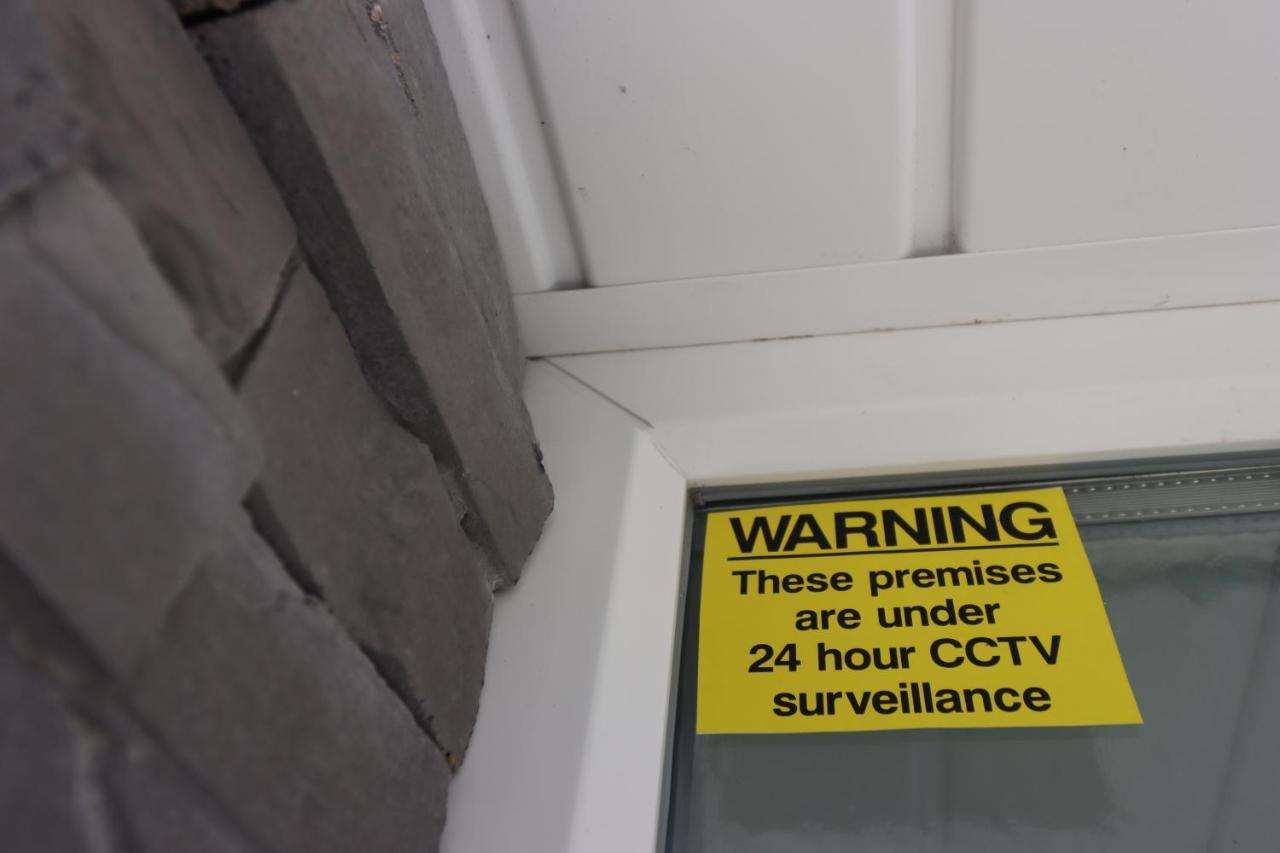 WARNING
These premises
are under
24 hour CCTV
surveillance